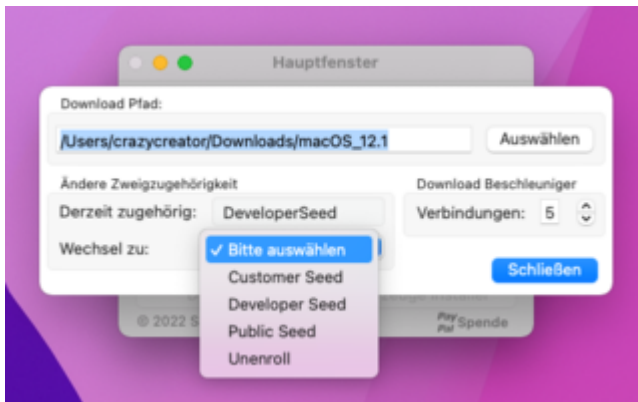 Hauptfenster
Download Pfad:
/Users/crazycreator/Downloads/macOS_12.1
Auswählen
Ändere Zweigzugehörigkeit
Download Beschleuniger
Derzeit zugehörig: DeveloperSeed
Verbindungen: 5
Wechsel zu:
✓ Bitte auswählen
Customer Seed
Developer Seed
Public Seed
Unenroll
Schließen
© 2022 S
PayPal Spende